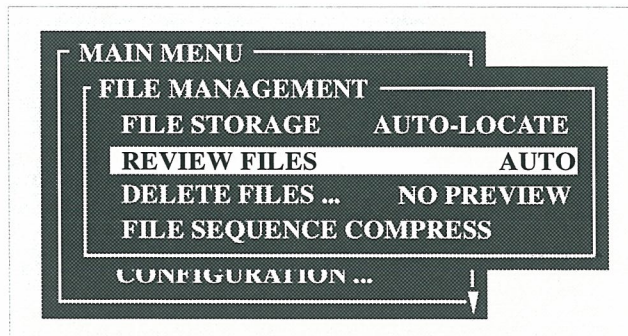 MAIN MENU
FILE MANAGEMENT
FILE STORAGE AUTO-LOCATE
REVIEW FILES AUTO
DELETE FILES ... NO PREVIEW
FILE SEQUENCE COMPRESS
CONFIGURATION ...